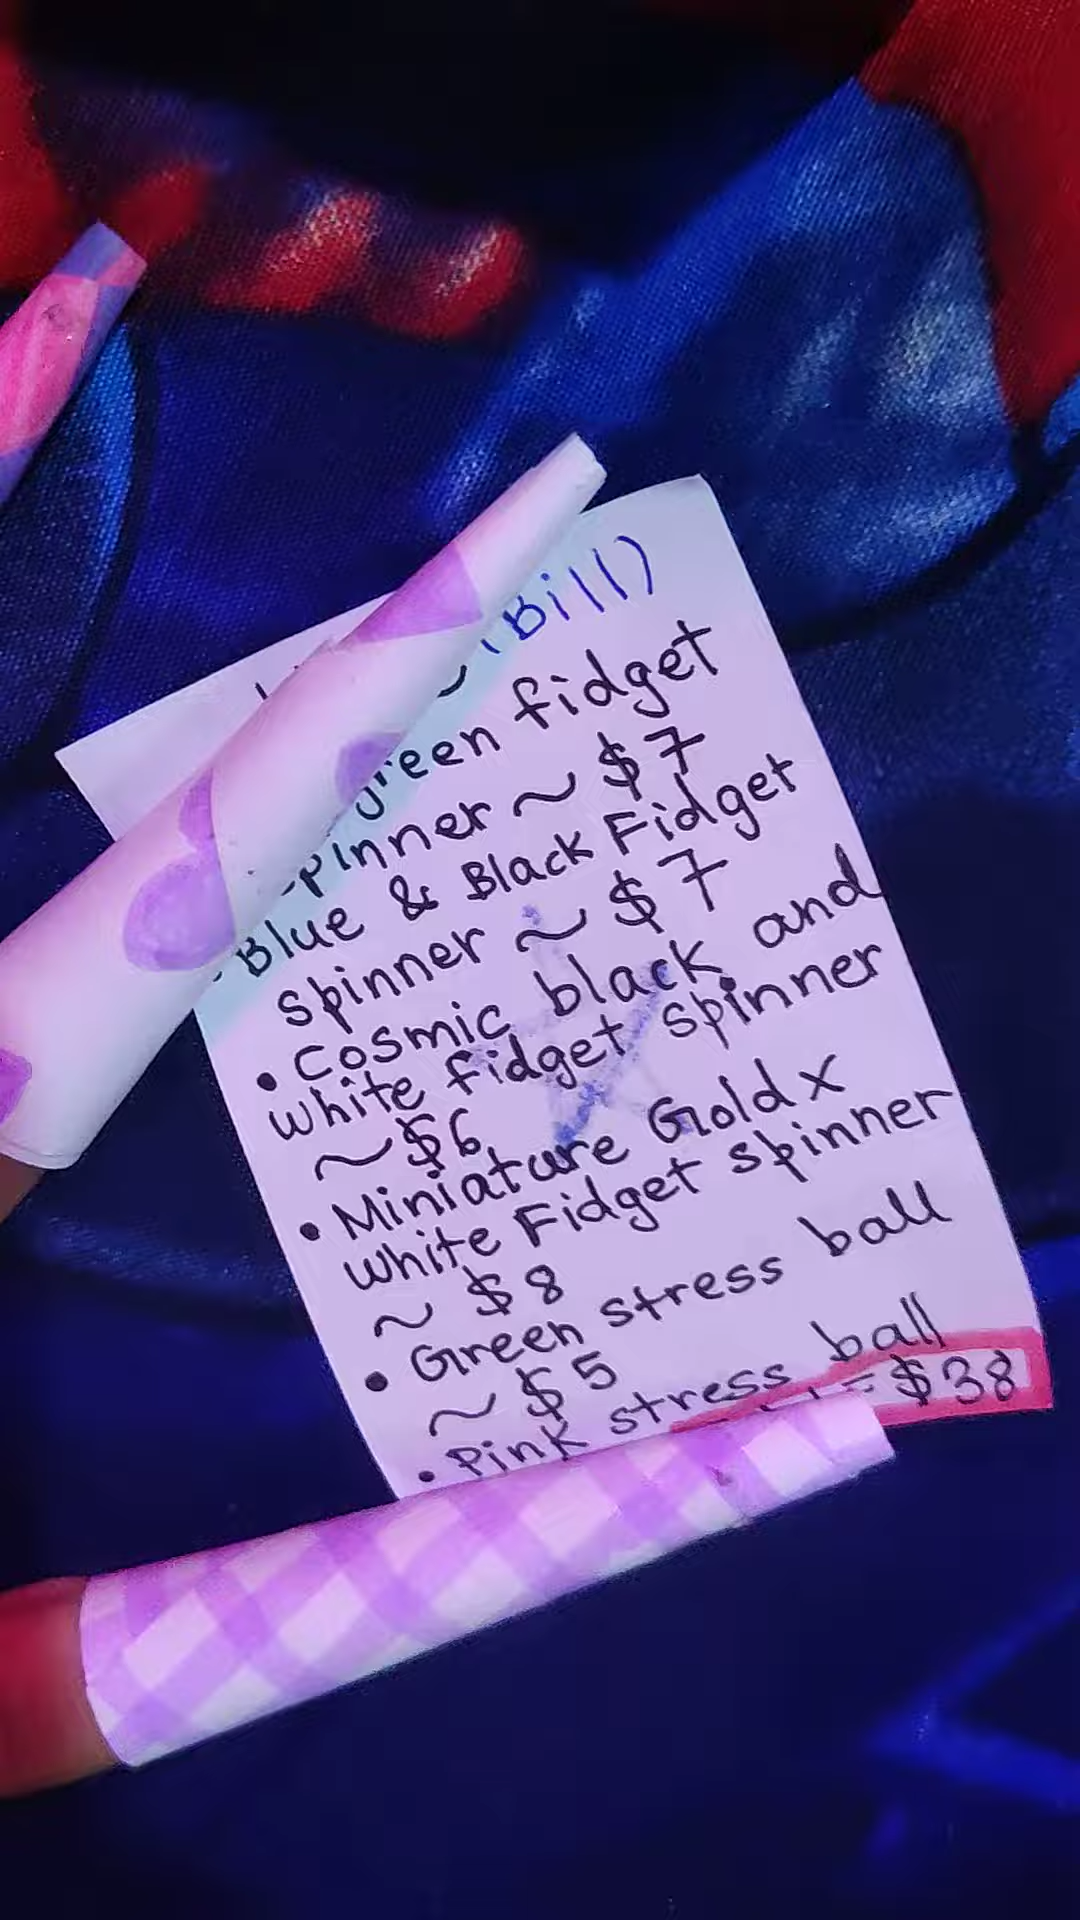 (Bill)
green fidget
spinner ~ $7
• Blue & Black Fidget
spinner ~ $7
• Cosmic black and
white fidget spinner
~ $6
• Miniature Gold x
white Fidget spinner
~ $8
• Green stress ball
~ $5
• Pink stress ball
= $38